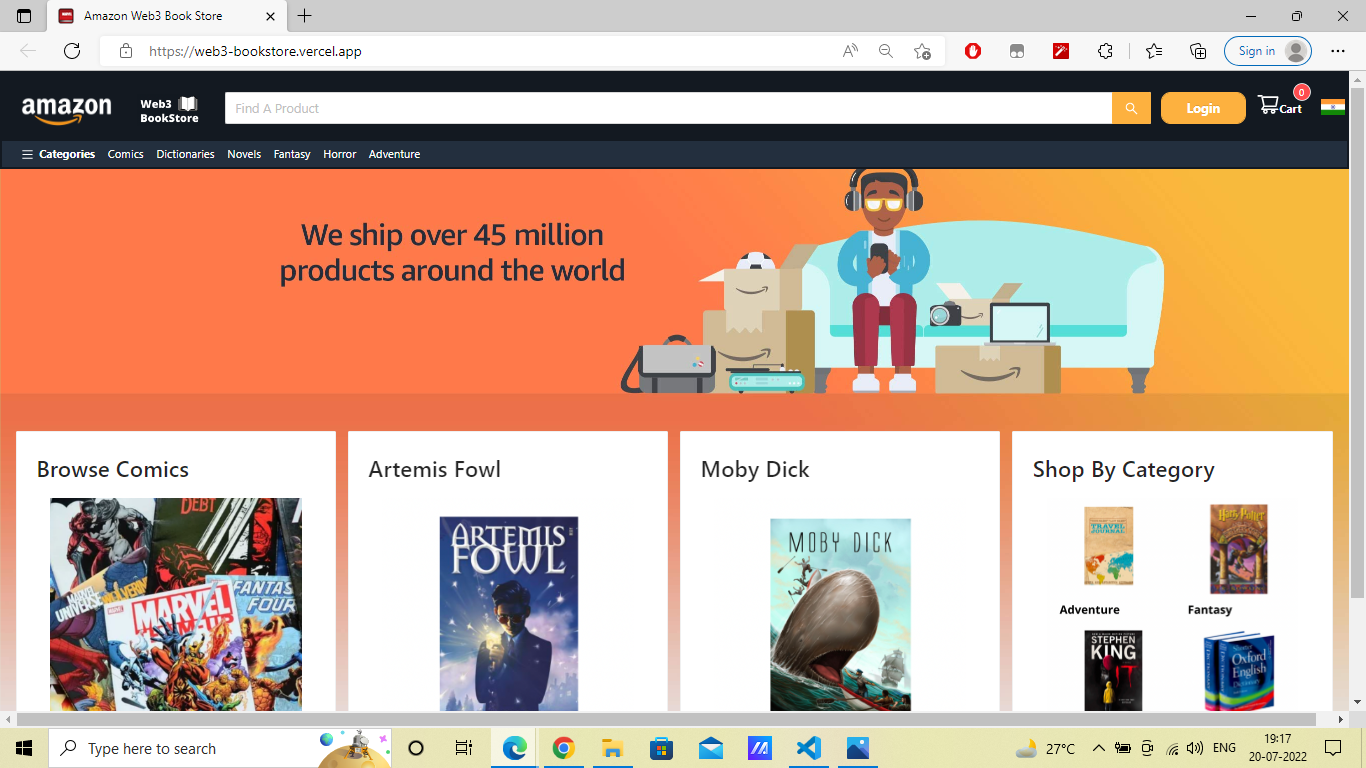 Amazon Web3 Book Store
https://web3-bookstore.vercel.app
Sign in
amazon
Web3
BookStore
Find A Product
Login
0
Cart
Categories
Comics
Dictionaries
Novels
Fantasy
Horror
Adventure
We ship over 45 million
products around the world
Browse Comics
Artemis Fowl
Moby Dick
Shop By Category
DEBT
MARVEL
UNIVERSE
WOLVERINE
MARVEL
FANTAS
FOUR
ARTEMIS
FOWL
MOBY DICK
TRAVEL
JOURNAL
Harry Potter
Adventure
Fantasy
STEPHEN
KING
IT
Oxford
English
Dictionary
Type here to search
27°C
ENG
19:17
20-07-2022